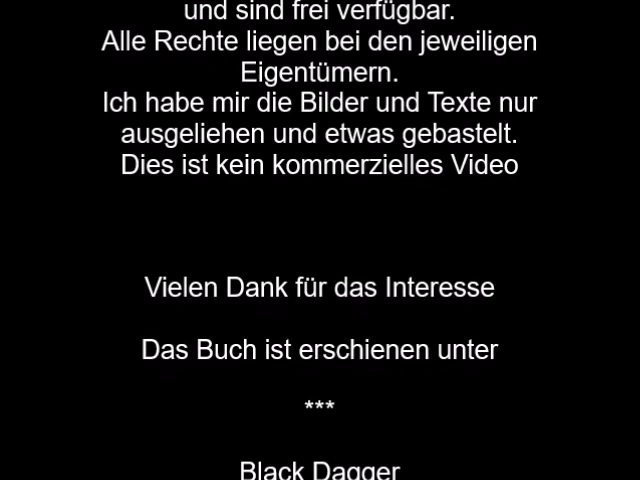 und sind frei verfügbar.
Alle Rechte liegen bei den jeweiligen
Eigentümern.
Ich habe mir die Bilder und Texte nur
ausgeliehen und etwas gebastelt.
Dies ist kein kommerzielles Video
Vielen Dank für das Interesse
Das Buch ist erschienen unter
***
Black Dagger